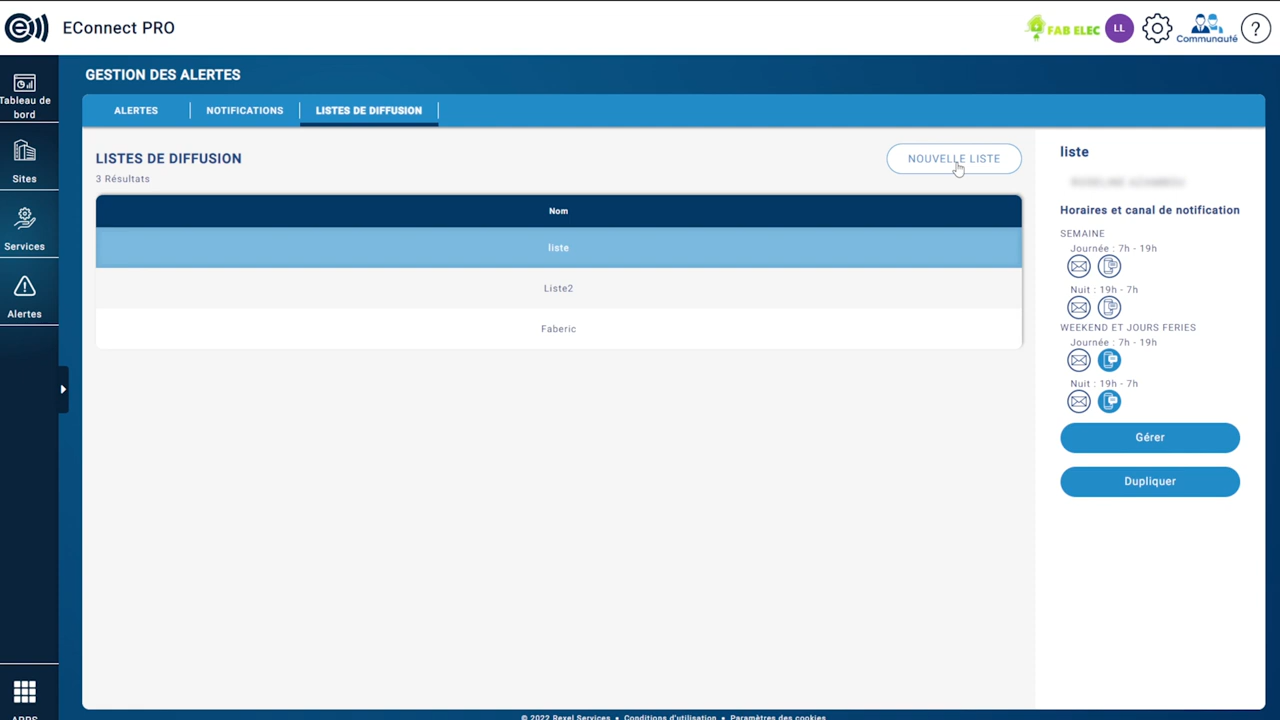 EConnect PRO
FAB ELEC
LL
Communauté
?
Tableau de
bord
Sites
Services
Alertes
APPS
GESTION DES ALERTES
ALERTES
NOTIFICATIONS
LISTES DE DIFFUSION
LISTES DE DIFFUSION
3 Résultats
NOUVELLE LISTE
Nom
liste
Liste2
Faberic
liste
Horaires et canal de notification
SEMAINE
Journée : 7h - 19h
Nuit : 19h - 7h
WEEKEND ET JOURS FERIES
Journée : 7h - 19h
Nuit : 19h - 7h
Gérer
Dupliquer
© 2022 Rexel Services • Conditions d'utilisation • Paramètres des cookies